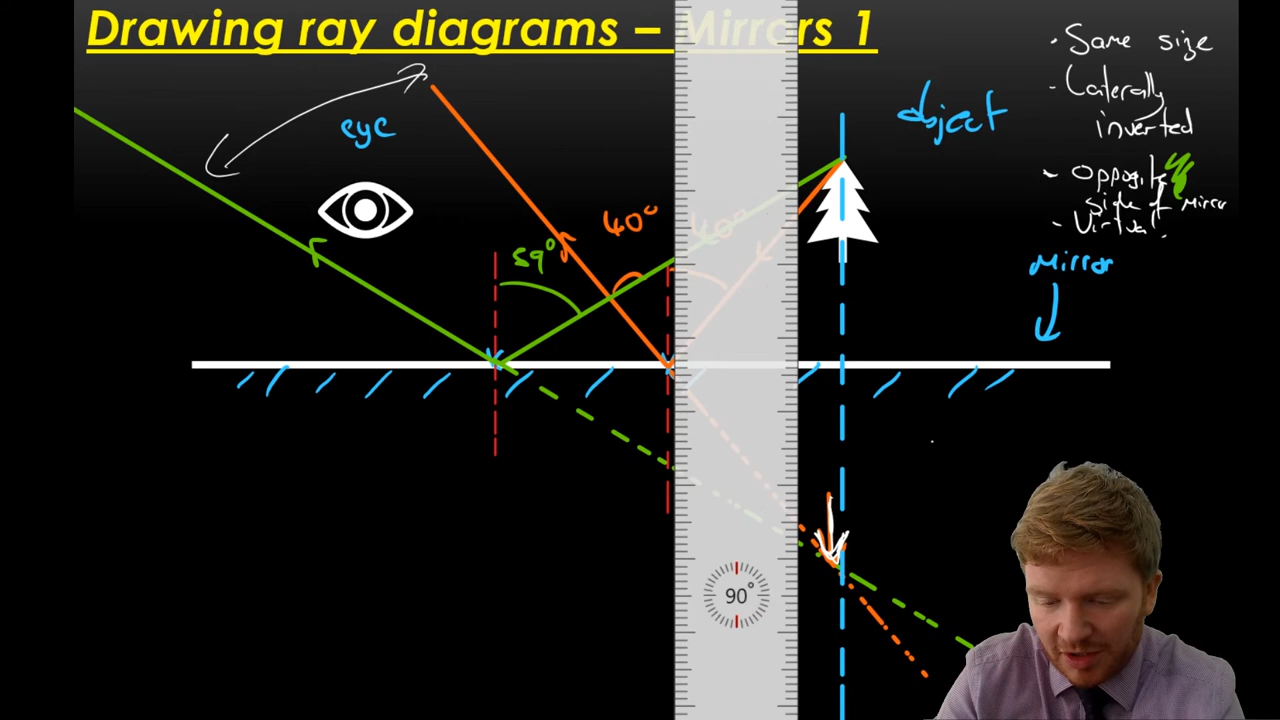 Drawing ray diagrams – Mirrors 1
eye
object
· Same size
- Laterally
inverted
- Opposite
side of Mirror
- Virtual.
Mirror
59°
40°
40°
90°